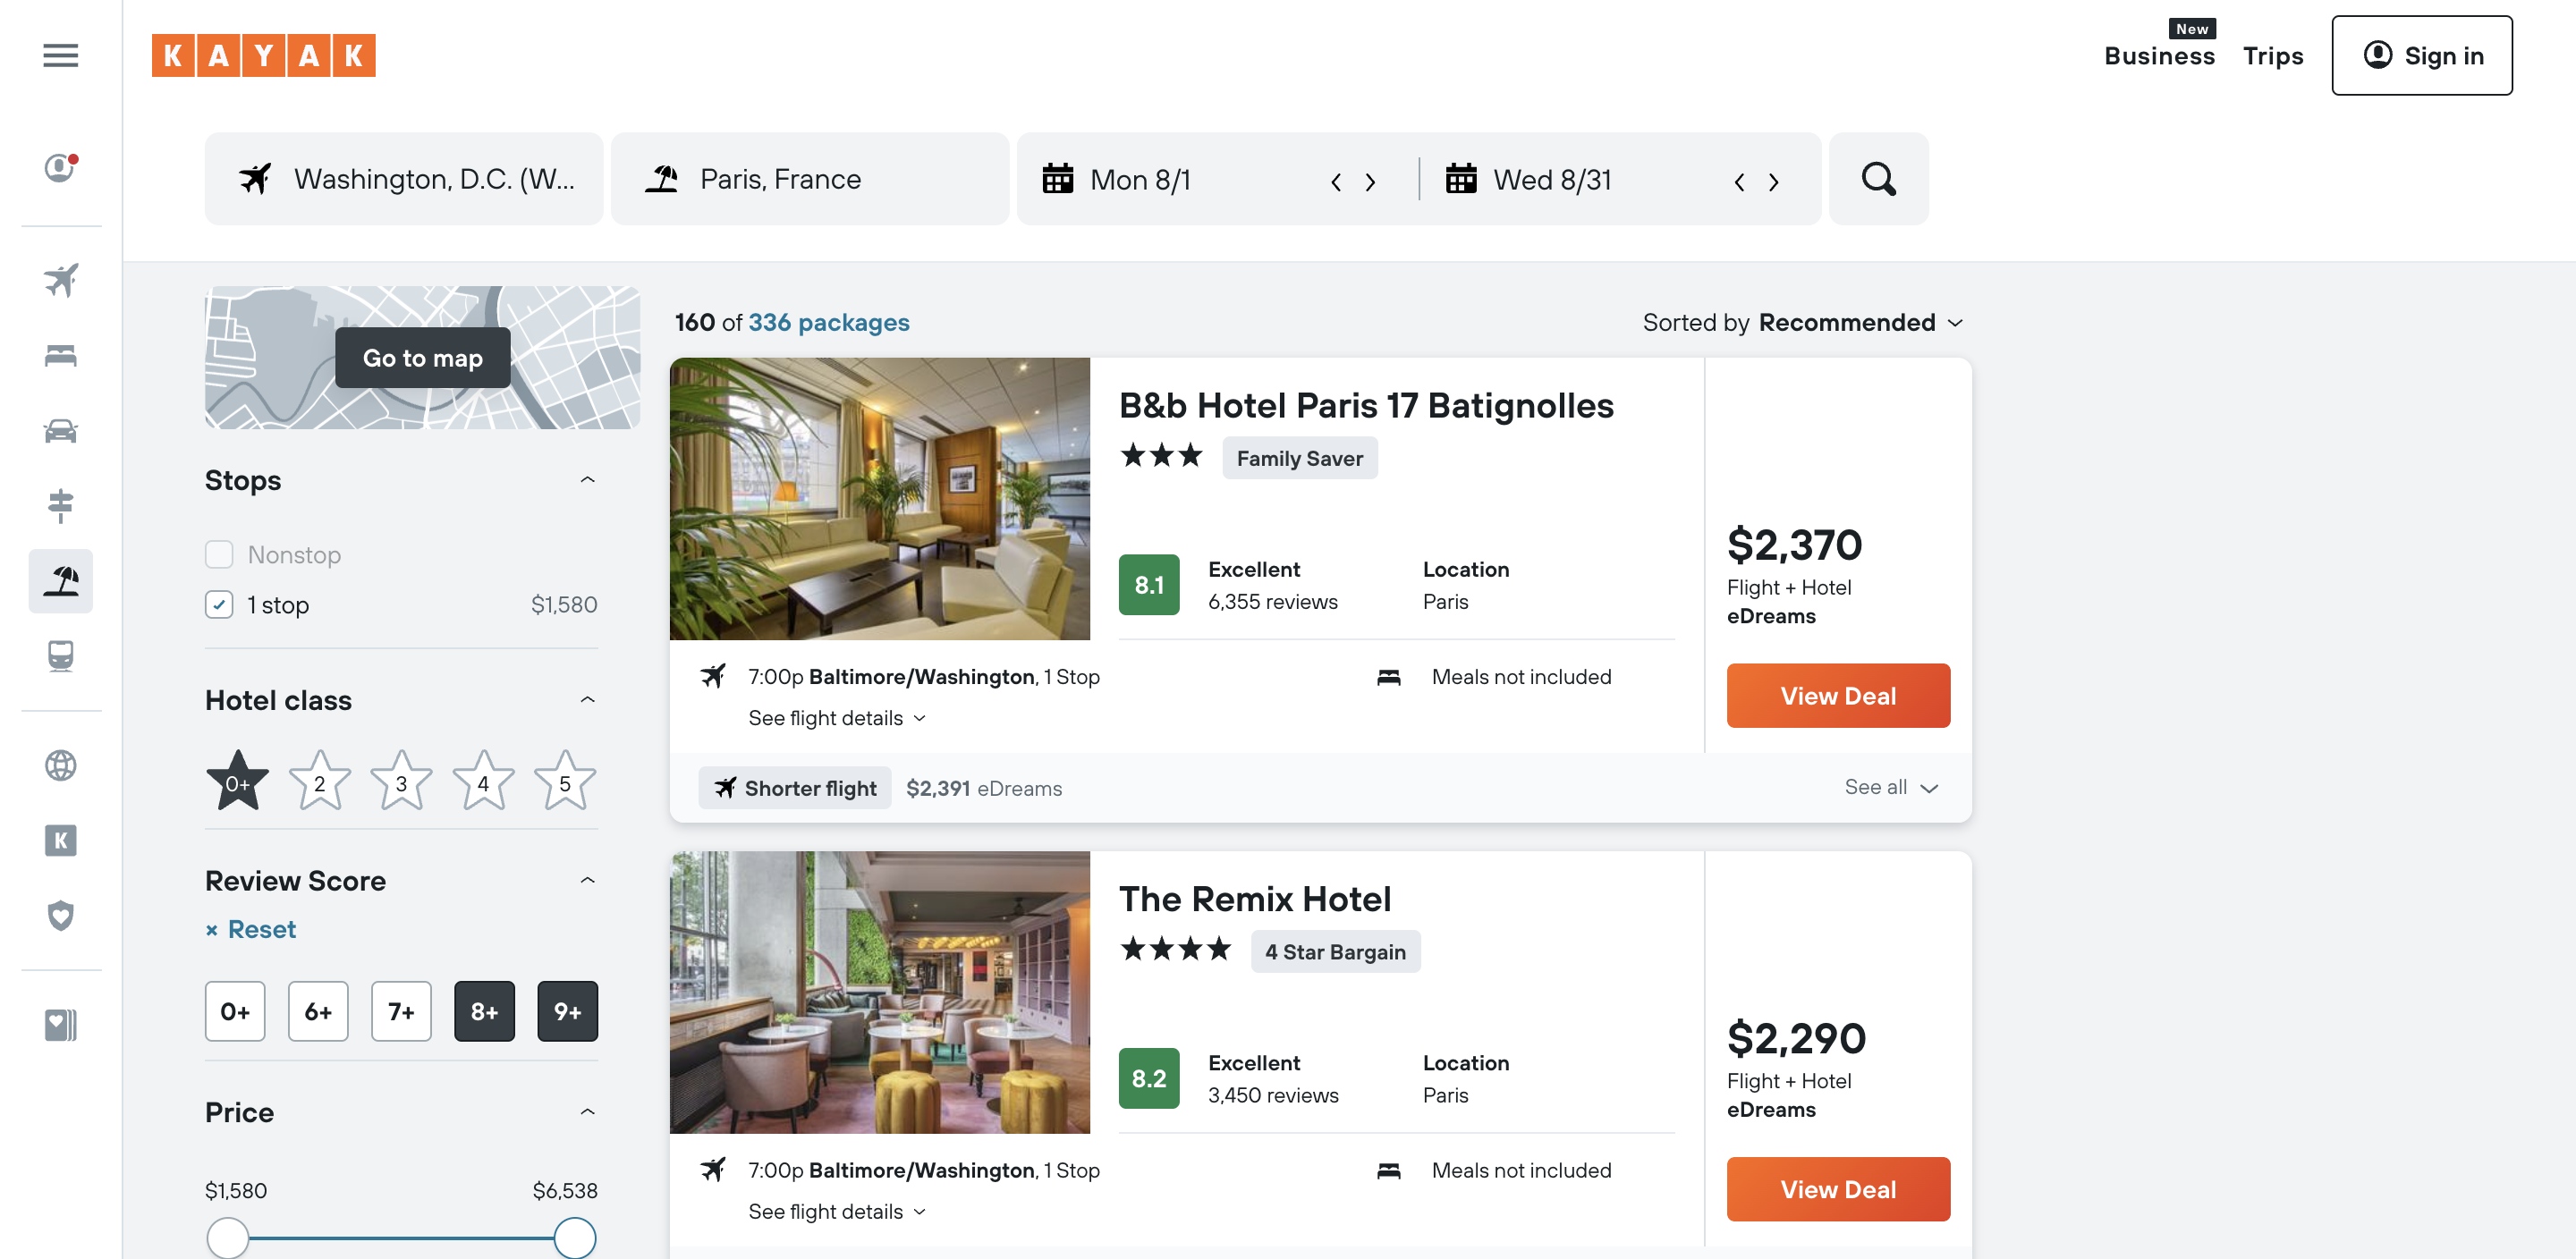 KAYAK
New
Business
Trips
Sign in
Washington, D.C. (W...
Paris, France
Mon 8/1
Wed 8/31
Go to map
Stops
Nonstop
1 stop
$1,580
Hotel class
0+
2
3
4
5
Review Score
× Reset
0+
6+
7+
8+
9+
Price
$1,580
$6,538
160 of 336 packages
Sorted by Recommended
B&b Hotel Paris 17 Batignolles
Family Saver
8.1
Excellent
6,355 reviews
Location
Paris
$2,370
Flight + Hotel
eDreams
View Deal
7:00p Baltimore/Washington, 1 Stop
Meals not included
See flight details
Shorter flight
$2,391 eDreams
See all
The Remix Hotel
4 Star Bargain
8.2
Excellent
3,450 reviews
Location
Paris
$2,290
Flight + Hotel
eDreams
View Deal
7:00p Baltimore/Washington, 1 Stop
Meals not included
See flight details
K